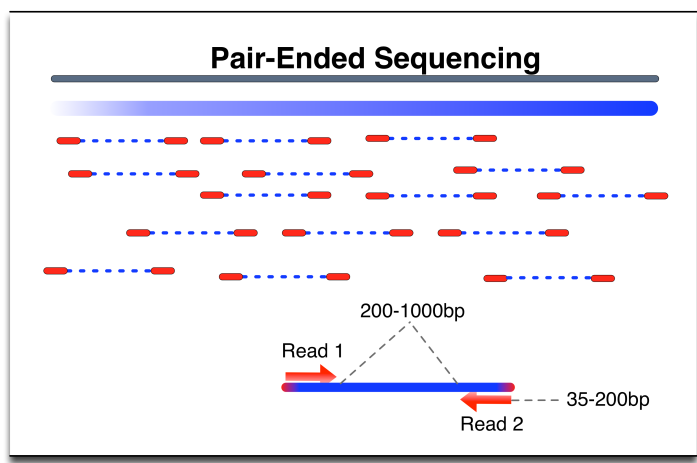 Pair-Ended Sequencing
200-1000bp
Read 1
35-200bp
Read 2